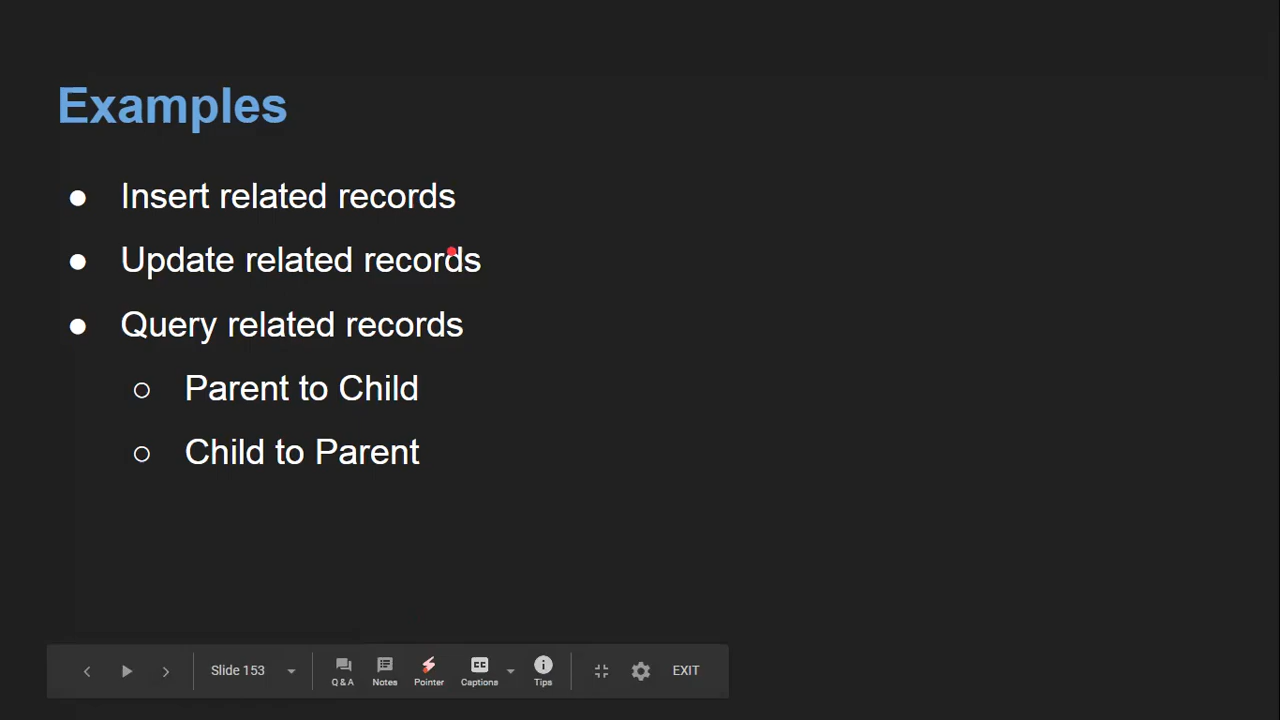 Examples
● Insert related records
● Update related records
● Query related records
○ Parent to Child
○ Child to Parent
Slide 153
Q & A
Notes
Pointer
CC
Captions
Tips
EXIT